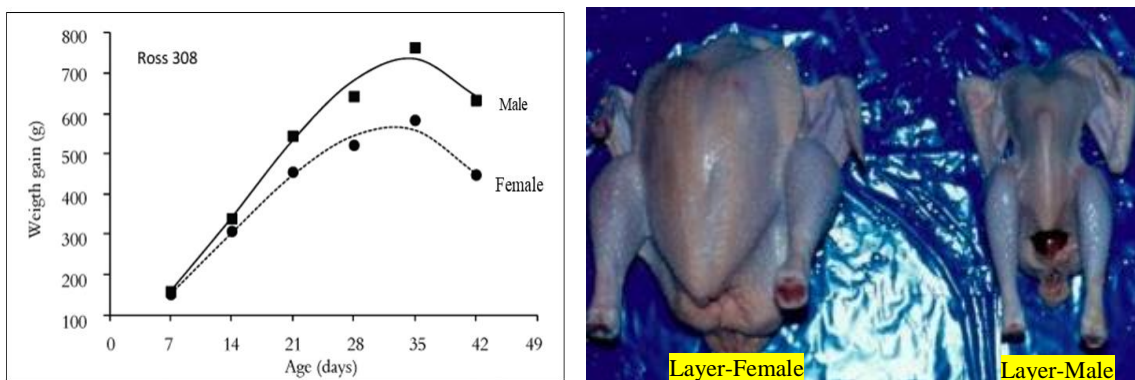 800
Ross 308
700
Male
600
500
Weigth gain (g)
Female
400
300
200
100
0 7 14 21 28 35 42 49
Age (days)
Layer-Female
Layer-Male